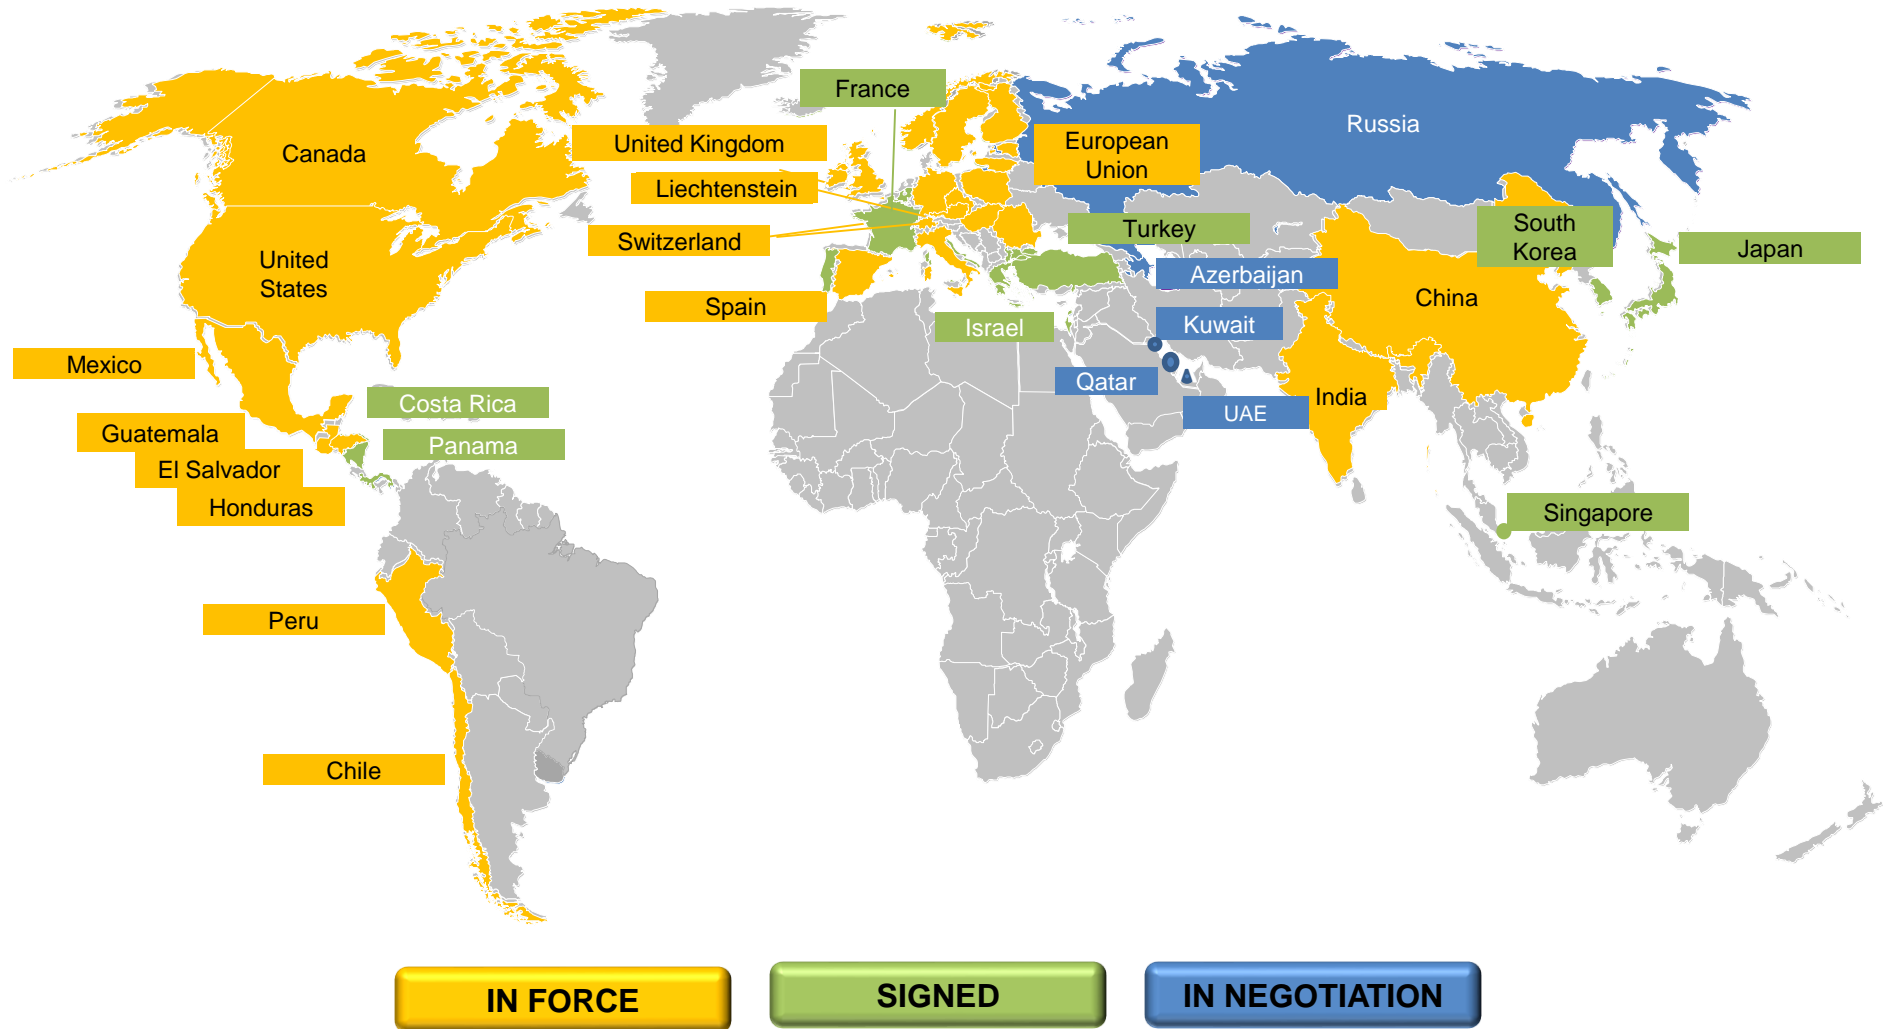 France
Russia
United Kingdom
European
Union
Canada
Liechtenstein
Switzerland
Turkey
South
Korea
Japan
United
States
Azerbaijan
China
Spain
Israel
Kuwait
Mexico
Qatar
India
Costa Rica
UAE
Guatemala
Panama
El Salvador
Honduras
Singapore
Peru
Chile
IN FORCE
SIGNED
IN NEGOTIATION